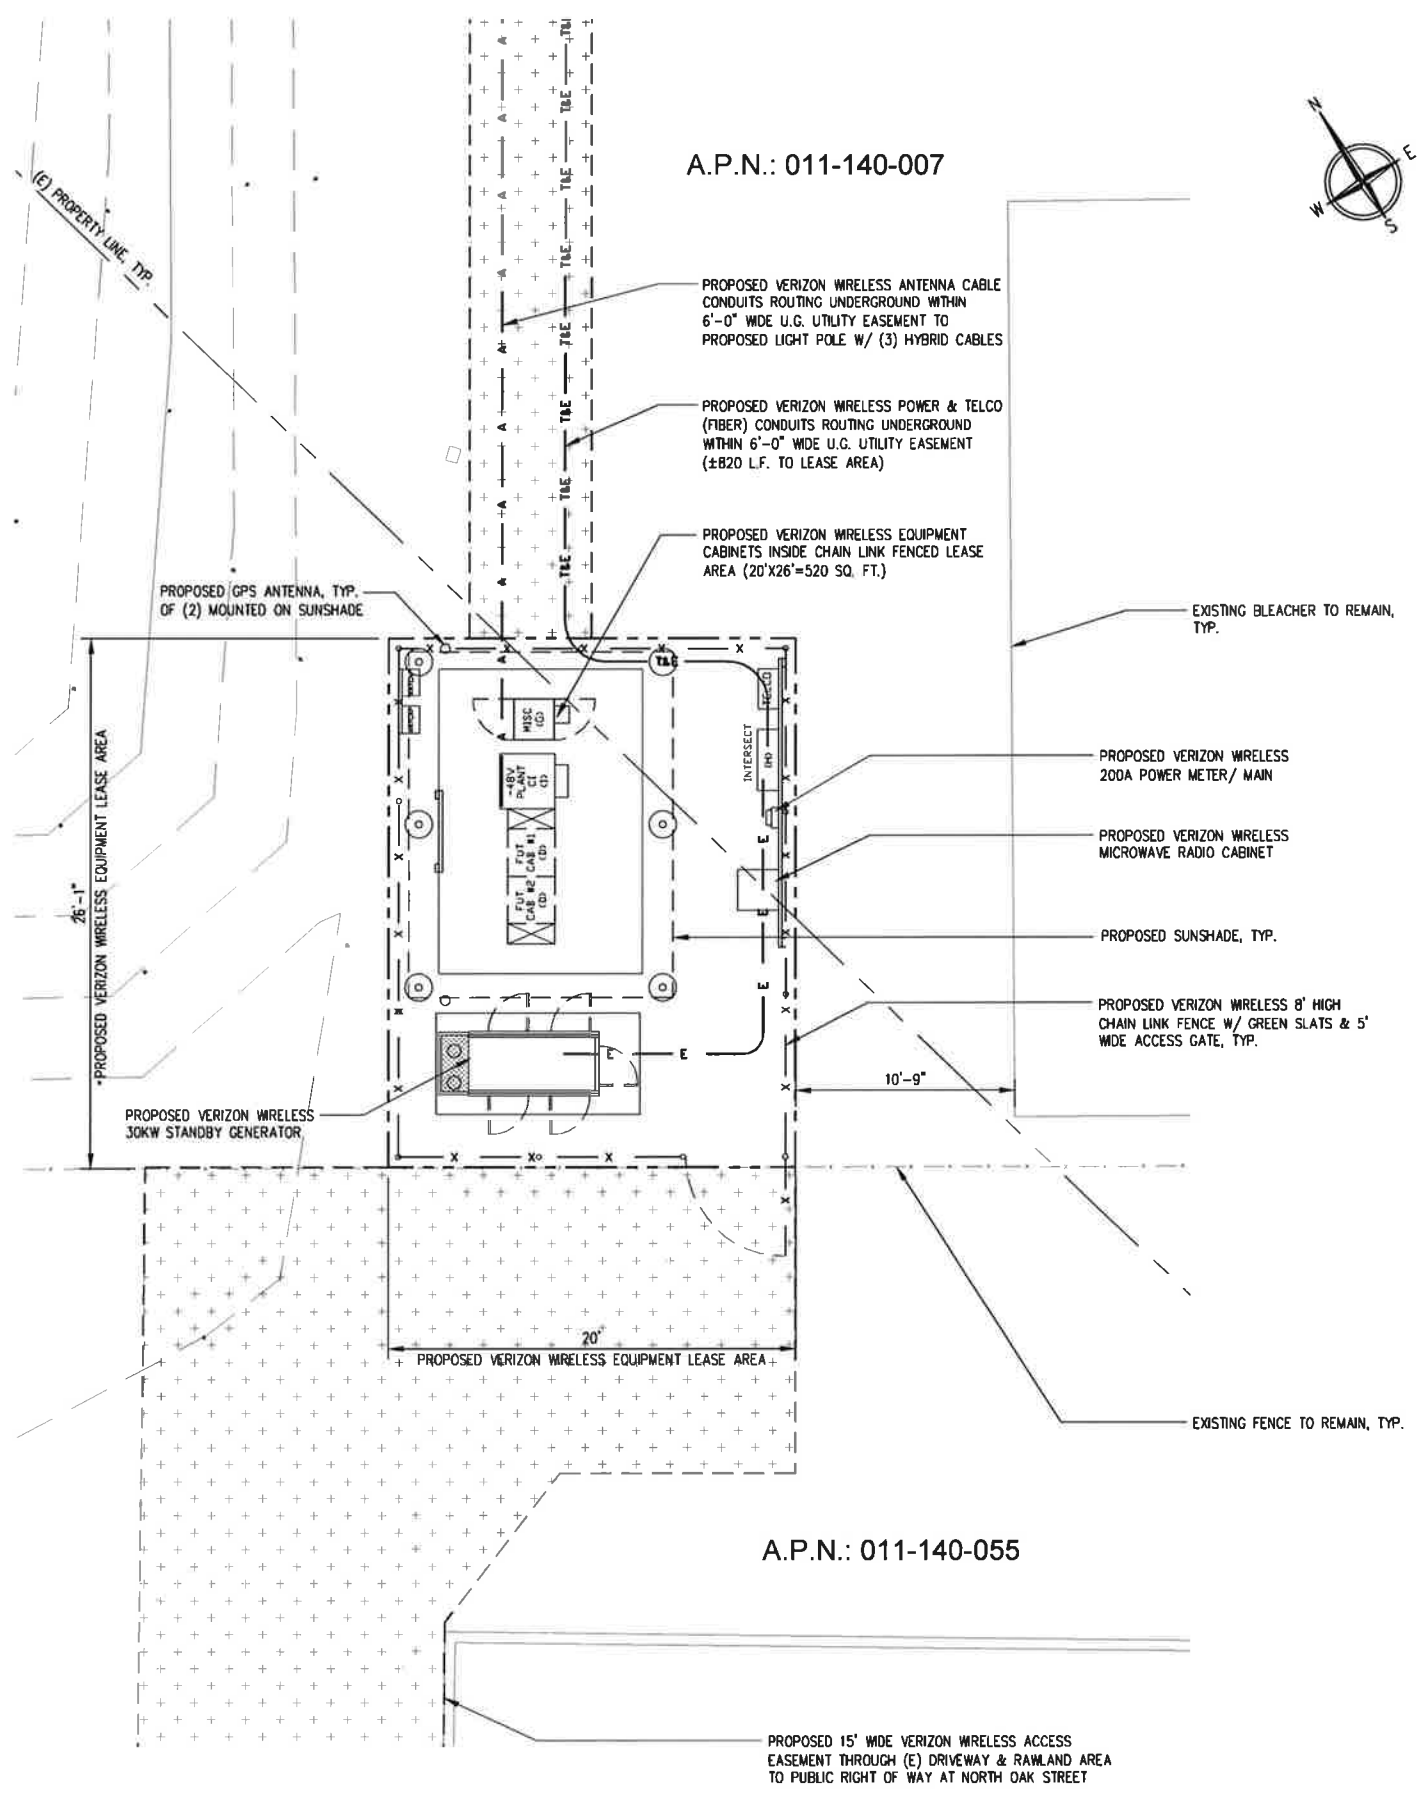 A.P.N.: 011-140-007
N
E
W
S
(E) PROPERTY LINE, TYP.
PROPOSED VERIZON WIRELESS ANTENNA CABLE
CONDUITS ROUTING UNDERGROUND WITHIN
6'-0" WIDE U.G. UTILITY EASEMENT TO
PROPOSED LIGHT POLE W/ (3) HYBRID CABLES
PROPOSED VERIZON WIRELESS POWER & TELCO
(FIBER) CONDUITS ROUTING UNDERGROUND
WITHIN 6'-0" WIDE U.G. UTILITY EASEMENT
(±820 L.F. TO LEASE AREA)
PROPOSED VERIZON WIRELESS EQUIPMENT
CABINETS INSIDE CHAIN LINK FENCED LEASE
AREA (20'X26'=520 SQ. FT.)
PROPOSED GPS ANTENNA, TYP.
OF (2) MOUNTED ON SUNSHADE
EXISTING BLEACHER TO REMAIN,
TYP.
T&E
T&E
T&E
T&E
T&E
T&E
T&E
T&E
T&E
MISC
(G)
-48V
PLANT
C1
(I)
FUT
CAB #1
(D)
FUT
CAB #2
(D)
TELCO
INTERSECT
(H)
26'-1"
*PROPOSED VERIZON WIRELESS EQUIPMENT LEASE AREA
PROPOSED VERIZON WIRELESS
200A POWER METER/ MAIN
PROPOSED VERIZON WIRELESS
MICROWAVE RADIO CABINET
PROPOSED SUNSHADE, TYP.
PROPOSED VERIZON WIRELESS 8' HIGH
CHAIN LINK FENCE W/ GREEN SLATS & 5'
WIDE ACCESS GATE, TYP.
E
E
E
E
E
10'-9"
PROPOSED VERIZON WIRELESS
30KW STANDBY GENERATOR
20'
PROPOSED VERIZON WIRELESS EQUIPMENT LEASE AREA
EXISTING FENCE TO REMAIN, TYP.
A.P.N.: 011-140-055
PROPOSED 15' WIDE VERIZON WIRELESS ACCESS
EASEMENT THROUGH (E) DRIVEWAY & RAWLAND AREA
TO PUBLIC RIGHT OF WAY AT NORTH OAK STREET